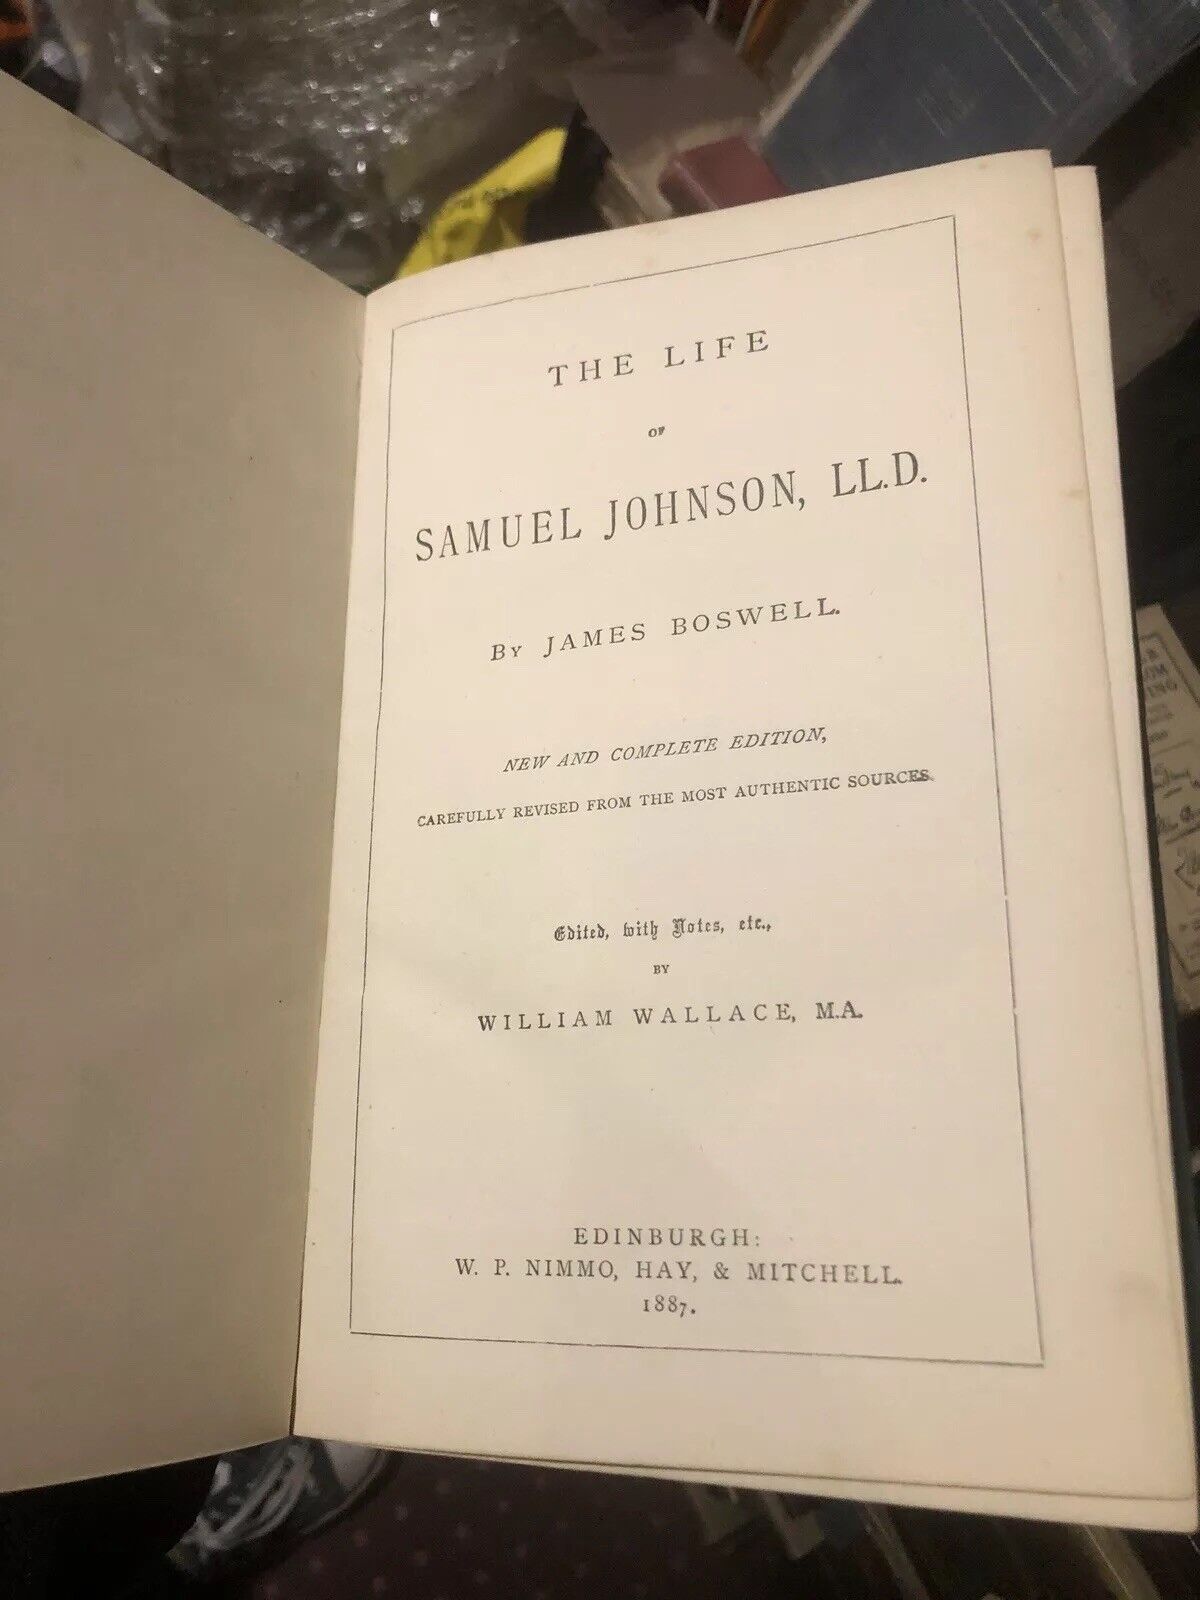 THE LIFE
OF
SAMUEL JOHNSON, LL.D.
BY JAMES BOSWELL.
NEW AND COMPLETE EDITION,
CAREFULLY REVISED FROM THE MOST AUTHENTIC SOURCES.
Edited, with Notes, etc.,
BY
WILLIAM WALLACE, M.A.
EDINBURGH:
W. P. NIMMO, HAY, & MITCHELL.
1887.